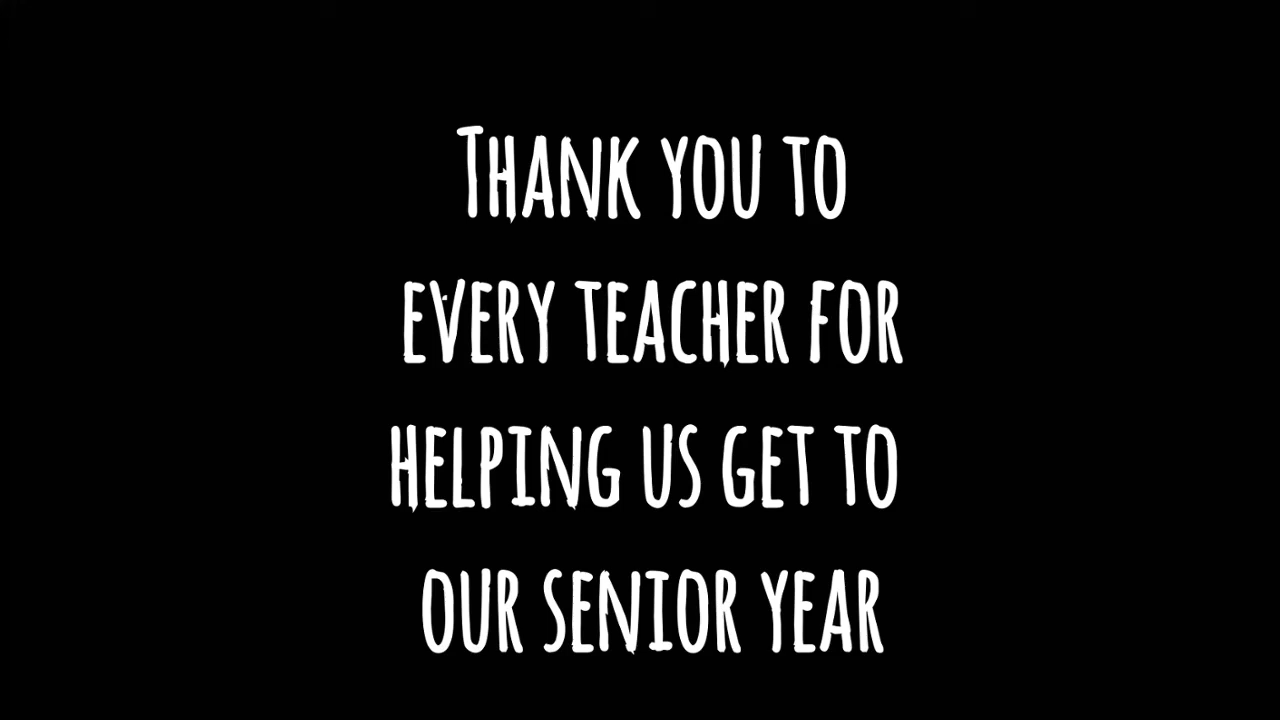 Thank you to
every teacher for
helping us get to
our senior year